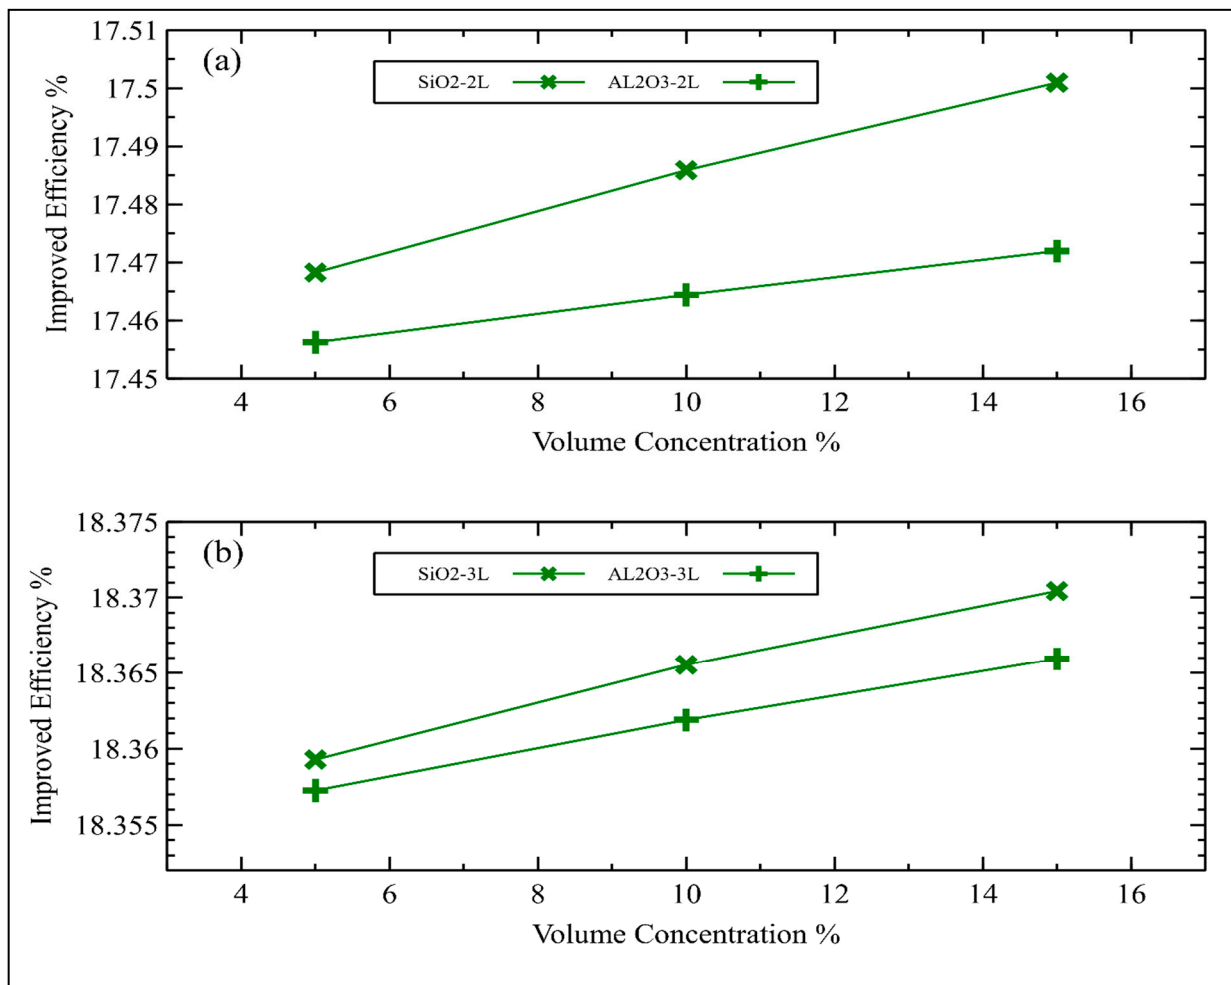 17.51
(a)
SiO2-2L AL2O3-2L
17.5
17.49
17.48
17.47
17.46
17.45
Improved Efficiency %
4 6 8 10 12 14 16
Volume Concentration %
18.375
(b)
SiO2-3L AL2O3-3L
18.37
18.365
18.36
18.355
Improved Efficiency %
4 6 8 10 12 14 16
Volume Concentration %